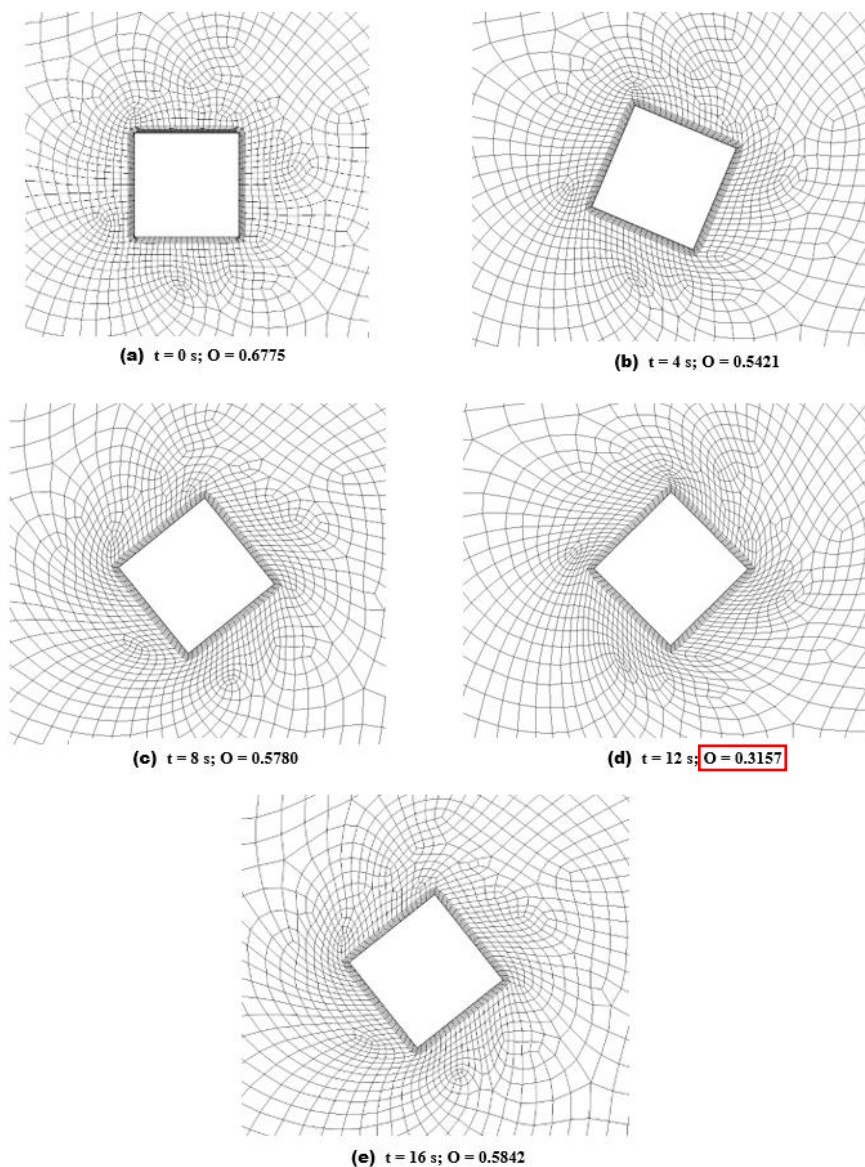 (a) t = 0 s; O = 0.6775
(b) t = 4 s; O = 0.5421
(c) t = 8 s; O = 0.5780
(d) t = 12 s; O = 0.3157
(e) t = 16 s; O = 0.5842